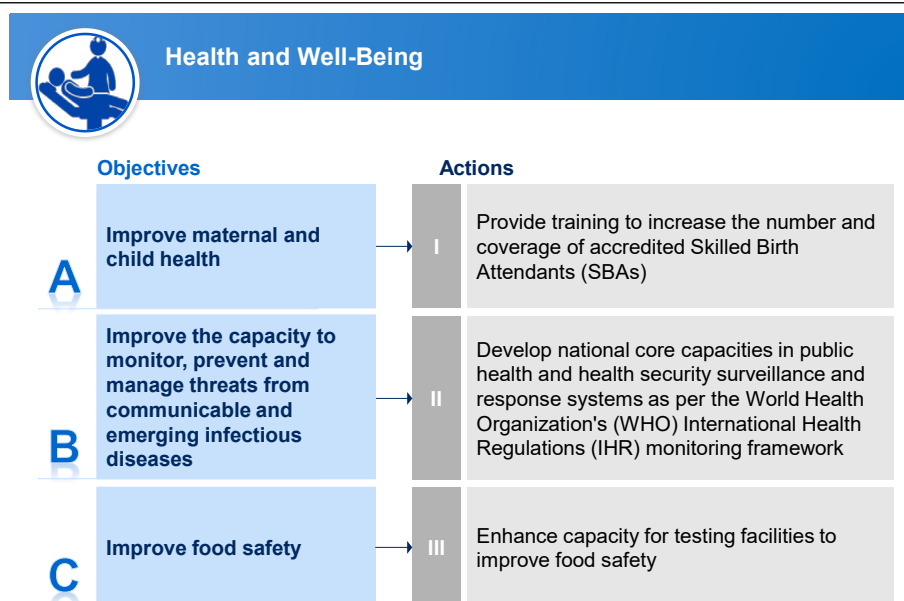 Health and Well-Being
Objectives
Actions
A
Improve maternal and
child health
I
Provide training to increase the number and
coverage of accredited Skilled Birth
Attendants (SBAs)
B
Improve the capacity to
monitor, prevent and
manage threats from
communicable and
emerging infectious
diseases
II
Develop national core capacities in public
health and health security surveillance and
response systems as per the World Health
Organization's (WHO) International Health
Regulations (IHR) monitoring framework
C
Improve food safety
III
Enhance capacity for testing facilities to
improve food safety